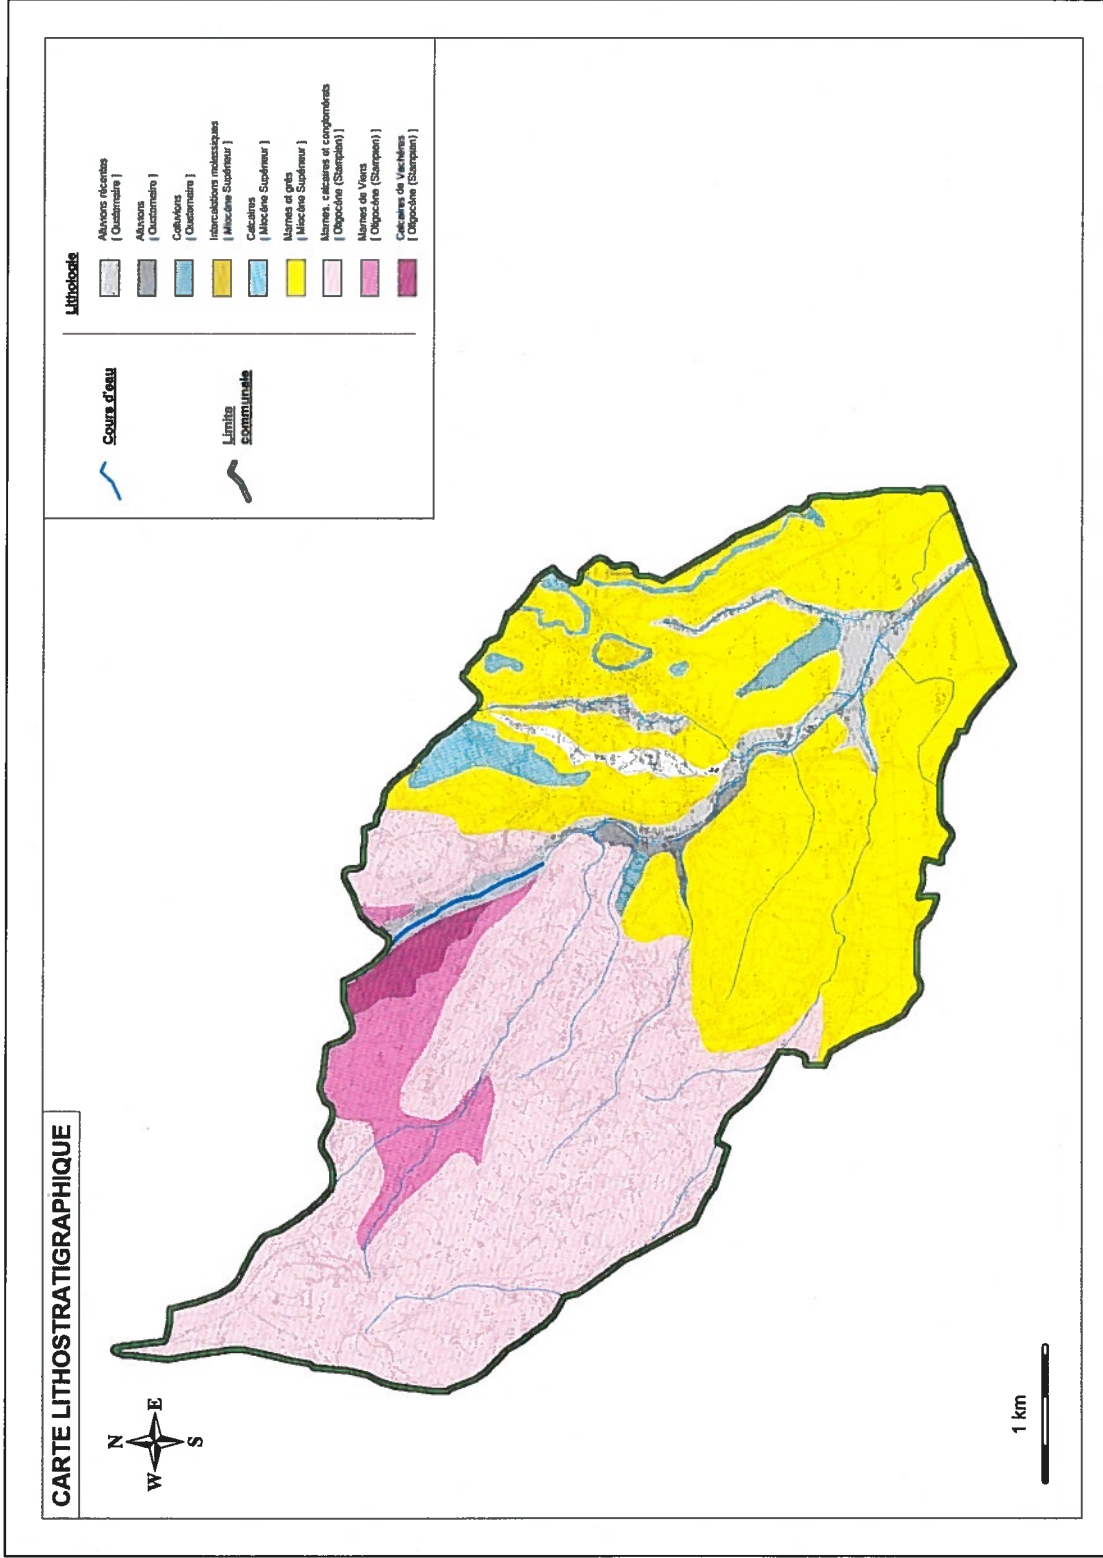 CARTE LITHOSTRATIGRAPHIQUE
N
W
E
S
1 km
Cours d'eau
Limite
communale
Lithologie
Alluvions récentes
[ Quaternaire ]
Alluvions
[ Quaternaire ]
Colluvions
[ Quaternaire ]
Intercalations molassiques
[ Miocène Supérieur ]
Calcaires
[ Miocène Supérieur ]
Marnes et grès
[ Miocène Supérieur ]
Marnes, calcaires et conglomérats
[ Oligocène (Stampien) ]
Marnes de Viens
[ Oligocène (Stampien) ]
Calcaires de Vachères
[ Oligocène (Stampien) ]